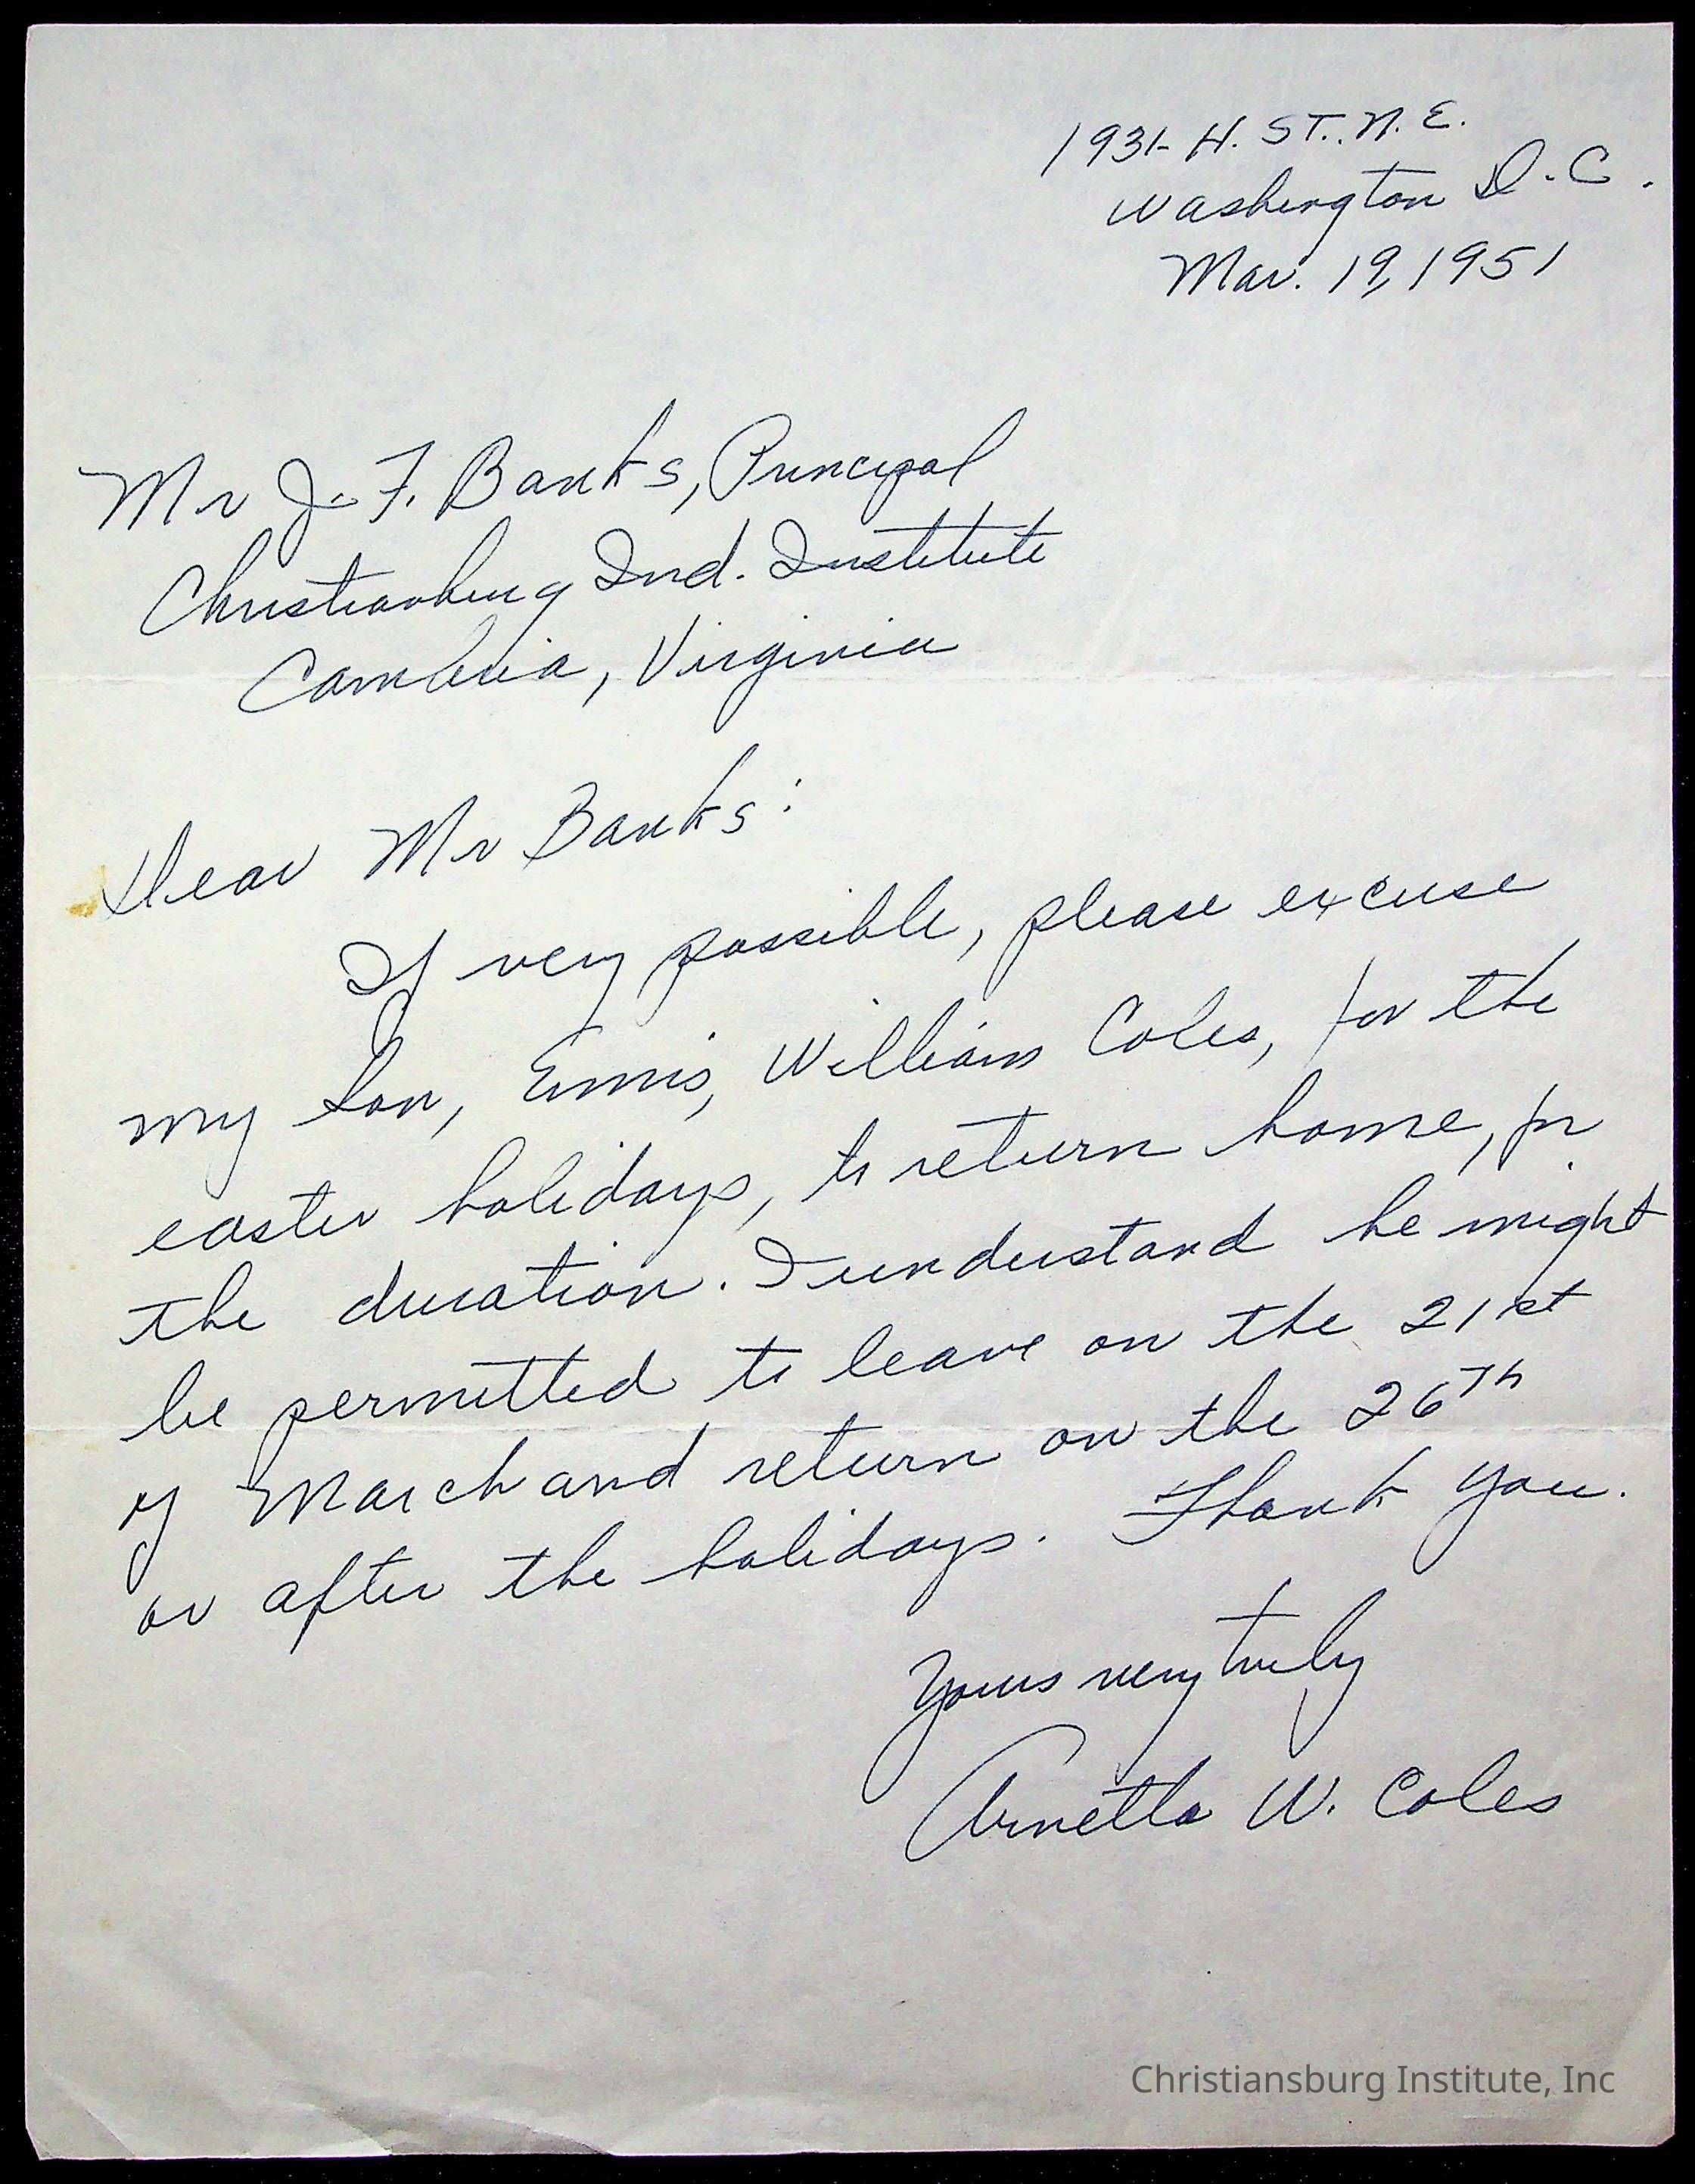 1931- H. ST. N. E.
Washington D. C.
Mar. 19, 1951
Mr J. F. Banks, Principal
Christianburg Ind. Institute
Cambria, Virginia
Dear Mr Banks:
If very possible, please excuse
my son, Ennis, William Coles, for the
easter holidays, to return home, for
the duration. I understand he might
be permitted to leave on the 21st
of March and return on the 26th
or after the holidays. Thank you.
Yours very truly
Arnetta W. Coles
Christiansburg Institute, Inc